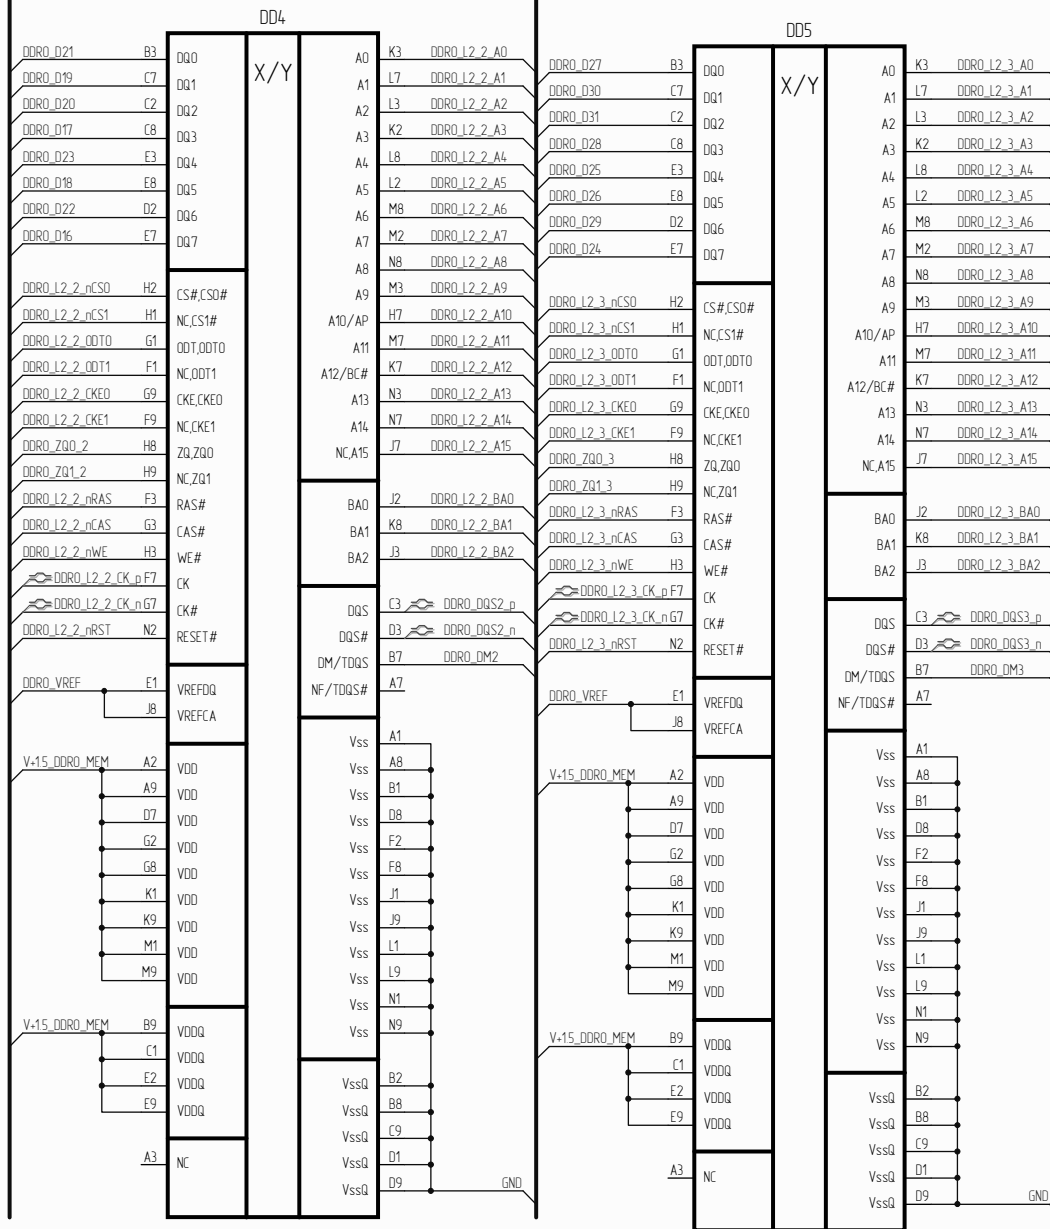 DD4
X/Y
DDR0_D21 B3 DQ0
DDR0_D19 C7 DQ1
DDR0_D20 C2 DQ2
DDR0_D17 C8 DQ3
DDR0_D23 E3 DQ4
DDR0_D18 E8 DQ5
DDR0_D22 D2 DQ6
DDR0_D16 E7 DQ7
DDR0_L2_2_nCS0 H2 CS#,CS0#
DDR0_L2_2_nCS1 H1 NC,CS1#
DDR0_L2_2_ODT0 G1 ODT,ODT0
DDR0_L2_2_ODT1 F1 NC,ODT1
DDR0_L2_2_CKE0 G9 CKE,CKE0
DDR0_L2_2_CKE1 F9 NC,CKE1
DDR0_ZQ0_2 H8 ZQ,ZQ0
DDR0_ZQ1_2 H9 NC,ZQ1
DDR0_L2_2_nRAS F3 RAS#
DDR0_L2_2_nCAS G3 CAS#
DDR0_L2_2_nWE H3 WE#
DDR0_L2_2_CK_p F7 CK
DDR0_L2_2_CK_n G7 CK#
DDR0_L2_2_nRST N2 RESET#
DDR0_VREF E1 VREFDQ
J8 VREFCA
V+1.5_DDR0_MEM A2 VDD
A9 VDD
D7 VDD
G2 VDD
G8 VDD
K1 VDD
K9 VDD
M1 VDD
M9 VDD
V+1.5_DDR0_MEM B9 VDDQ
C1 VDDQ
E2 VDDQ
E9 VDDQ
A3 NC
A0 K3 DDR0_L2_2_A0
A1 L7 DDR0_L2_2_A1
A2 L3 DDR0_L2_2_A2
A3 K2 DDR0_L2_2_A3
A4 L8 DDR0_L2_2_A4
A5 L2 DDR0_L2_2_A5
A6 M8 DDR0_L2_2_A6
A7 M2 DDR0_L2_2_A7
A8 N8 DDR0_L2_2_A8
A9 M3 DDR0_L2_2_A9
A10/AP H7 DDR0_L2_2_A10
A11 M7 DDR0_L2_2_A11
A12/BC# K7 DDR0_L2_2_A12
A13 N3 DDR0_L2_2_A13
A14 N7 DDR0_L2_2_A14
NC,A15 J7 DDR0_L2_2_A15
BA0 J2 DDR0_L2_2_BA0
BA1 K8 DDR0_L2_2_BA1
BA2 J3 DDR0_L2_2_BA2
DQS C3 DDR0_DQS2_p
DQS# D3 DDR0_DQS2_n
DM/TDQS B7 DDR0_DM2
NF/TDQS# A7
Vss A1
Vss A8
Vss B1
Vss D8
Vss F2
Vss F8
Vss J1
Vss J9
Vss L1
Vss L9
Vss N1
Vss N9
VssQ B2
VssQ B8
VssQ C9
VssQ D1
VssQ D9 GND
DD5
X/Y
DDR0_D27 B3 DQ0
DDR0_D30 C7 DQ1
DDR0_D31 C2 DQ2
DDR0_D28 C8 DQ3
DDR0_D25 E3 DQ4
DDR0_D26 E8 DQ5
DDR0_D29 D2 DQ6
DDR0_D24 E7 DQ7
DDR0_L2_3_nCS0 H2 CS#,CS0#
DDR0_L2_3_nCS1 H1 NC,CS1#
DDR0_L2_3_ODT0 G1 ODT,ODT0
DDR0_L2_3_ODT1 F1 NC,ODT1
DDR0_L2_3_CKE0 G9 CKE,CKE0
DDR0_L2_3_CKE1 F9 NC,CKE1
DDR0_ZQ0_3 H8 ZQ,ZQ0
DDR0_ZQ1_3 H9 NC,ZQ1
DDR0_L2_3_nRAS F3 RAS#
DDR0_L2_3_nCAS G3 CAS#
DDR0_L2_3_nWE H3 WE#
DDR0_L2_3_CK_p F7 CK
DDR0_L2_3_CK_n G7 CK#
DDR0_L2_3_nRST N2 RESET#
DDR0_VREF E1 VREFDQ
J8 VREFCA
V+1.5_DDR0_MEM A2 VDD
A9 VDD
D7 VDD
G2 VDD
G8 VDD
K1 VDD
K9 VDD
M1 VDD
M9 VDD
V+1.5_DDR0_MEM B9 VDDQ
C1 VDDQ
E2 VDDQ
E9 VDDQ
A3 NC
A0 K3 DDR0_L2_3_A0
A1 L7 DDR0_L2_3_A1
A2 L3 DDR0_L2_3_A2
A3 K2 DDR0_L2_3_A3
A4 L8 DDR0_L2_3_A4
A5 L2 DDR0_L2_3_A5
A6 M8 DDR0_L2_3_A6
A7 M2 DDR0_L2_3_A7
A8 N8 DDR0_L2_3_A8
A9 M3 DDR0_L2_3_A9
A10/AP H7 DDR0_L2_3_A10
A11 M7 DDR0_L2_3_A11
A12/BC# K7 DDR0_L2_3_A12
A13 N3 DDR0_L2_3_A13
A14 N7 DDR0_L2_3_A14
NC,A15 J7 DDR0_L2_3_A15
BA0 J2 DDR0_L2_3_BA0
BA1 K8 DDR0_L2_3_BA1
BA2 J3 DDR0_L2_3_BA2
DQS C3 DDR0_DQS3_p
DQS# D3 DDR0_DQS3_n
DM/TDQS B7 DDR0_DM3
NF/TDQS# A7
Vss A1
Vss A8
Vss B1
Vss D8
Vss F2
Vss F8
Vss J1
Vss J9
Vss L1
Vss L9
Vss N1
Vss N9
VssQ B2
VssQ B8
VssQ C9
VssQ D1
VssQ D9 GND